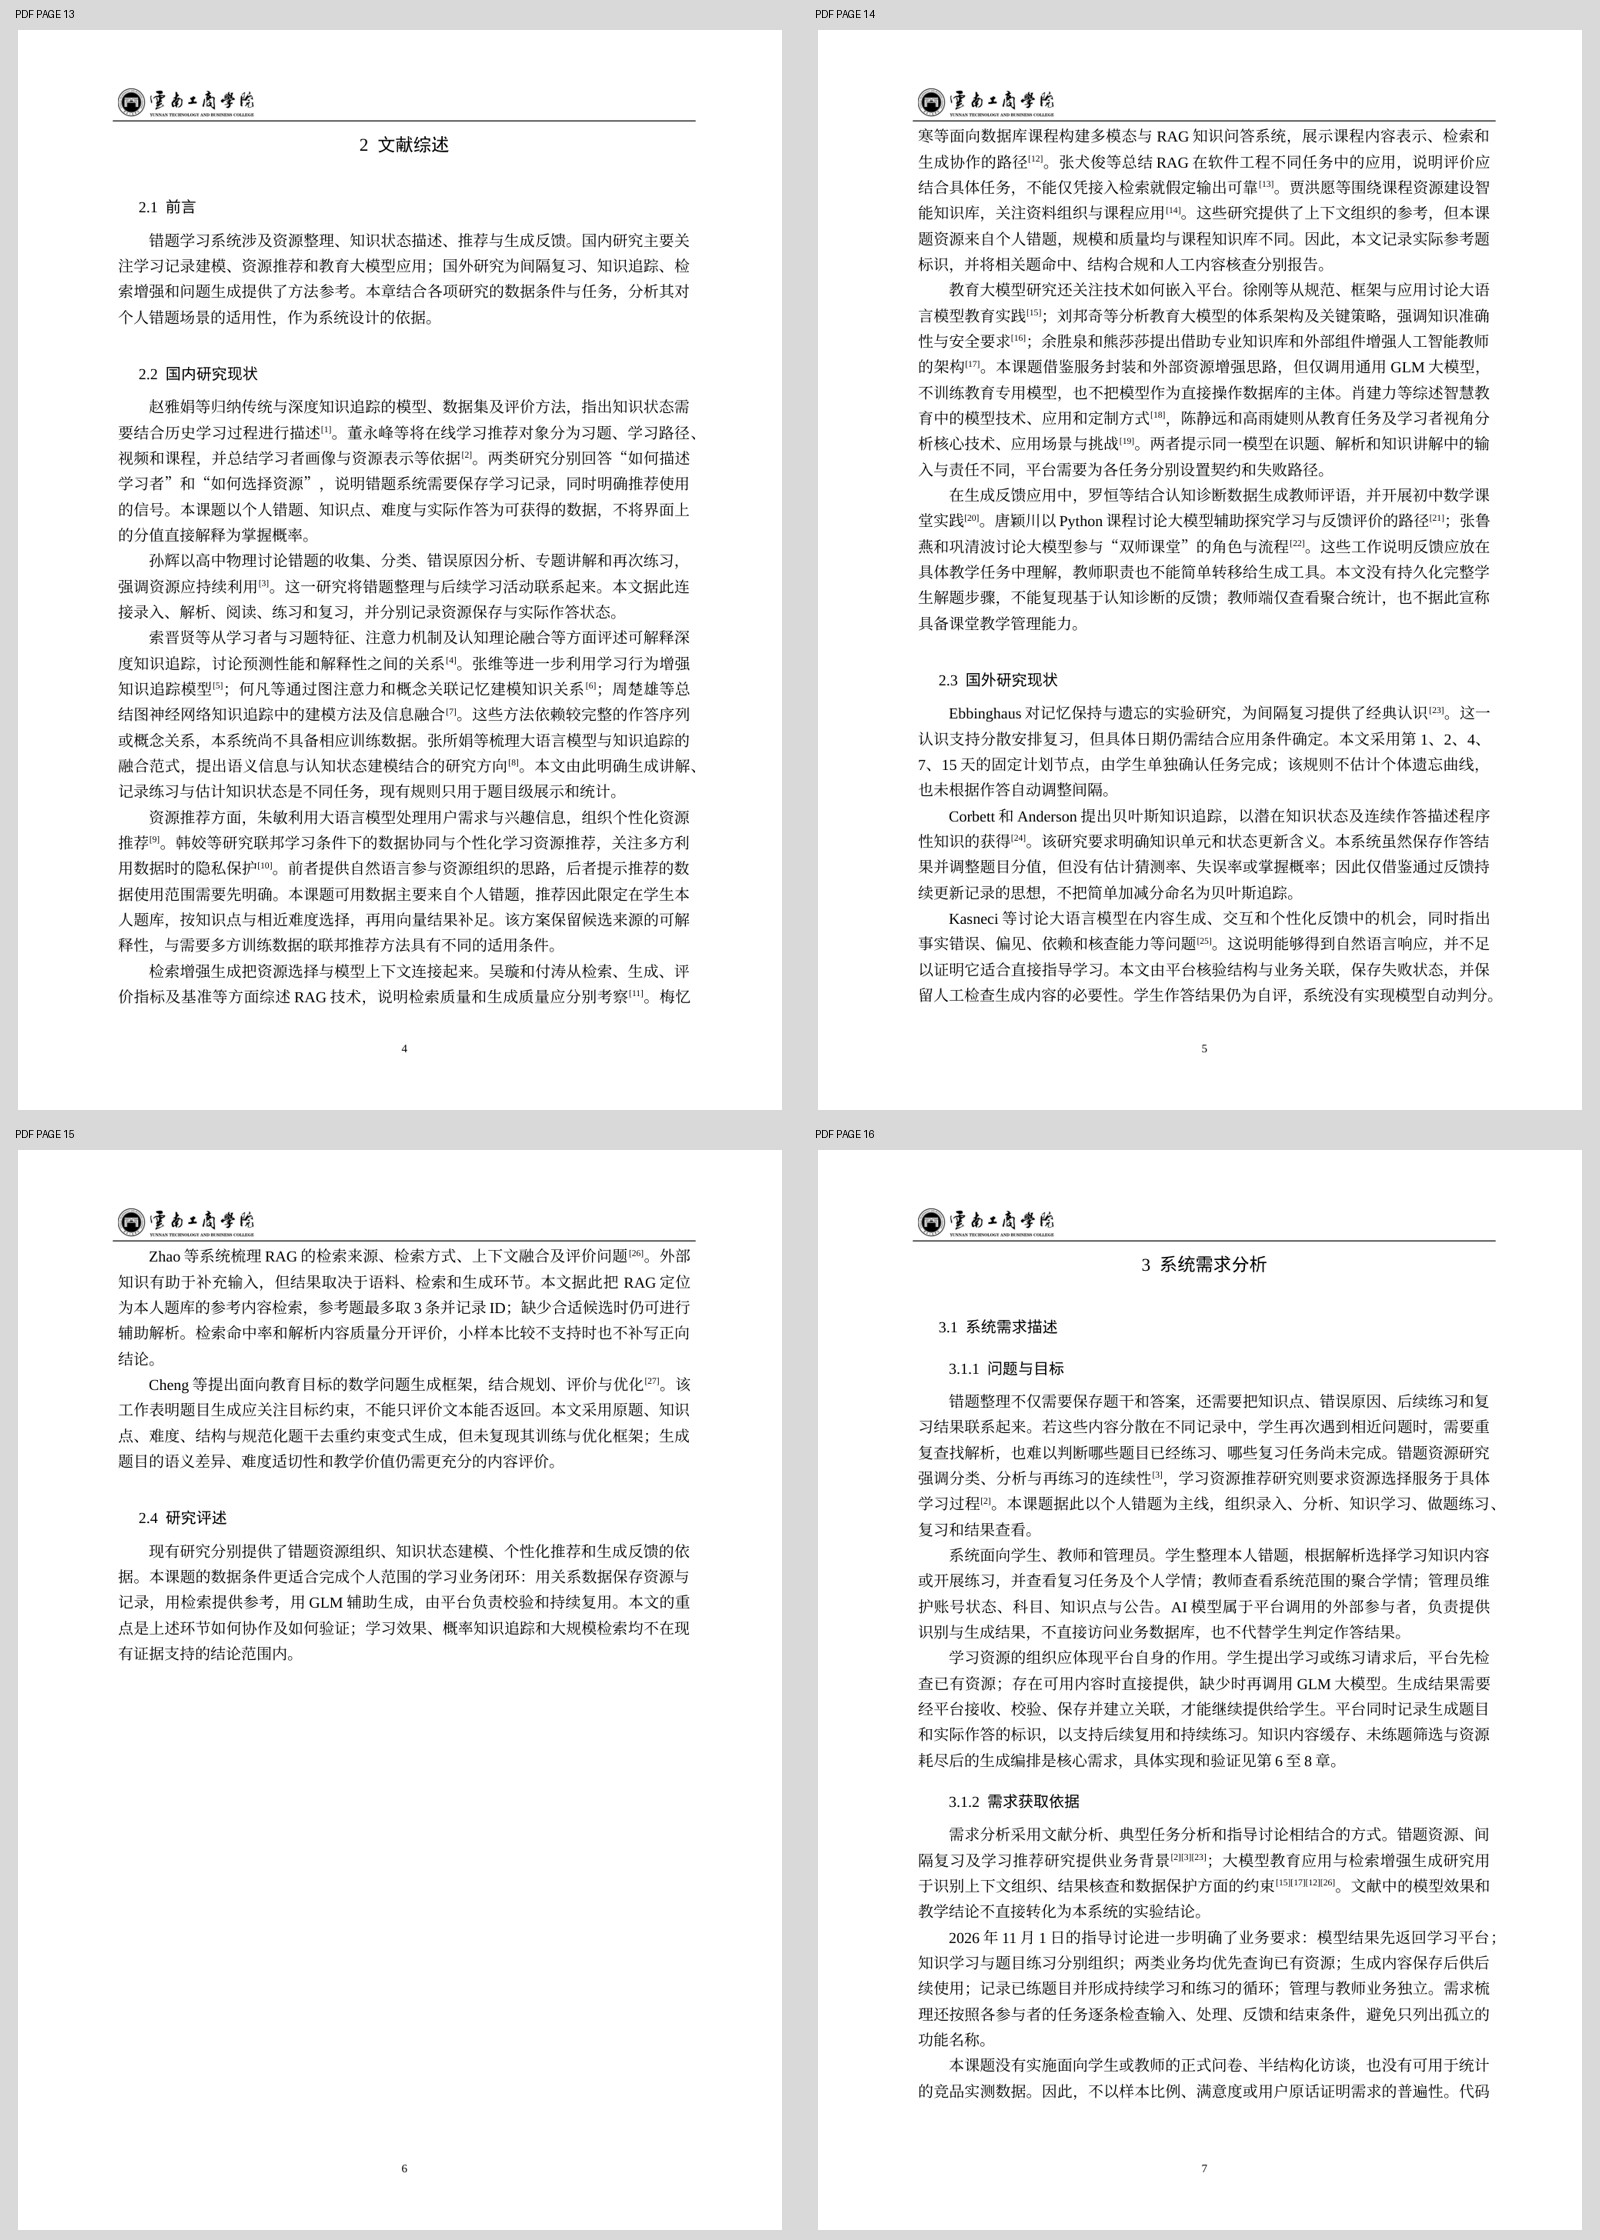 PDF PAGE 13
雲南工商學院
YUNNAN TECHNOLOGY AND BUSINESS COLLEGE
2 文献综述
2.1 前言
错题学习系统涉及资源整理、知识状态描述、推荐与生成反馈。国内研究主要关
注学习记录建模、资源推荐和教育大模型应用；国外研究为间隔复习、知识追踪、检
索增强和问题生成提供了方法参考。本章结合各项研究的数据条件与任务，分析其对
个人错题场景的适用性，作为系统设计的依据。
2.2 国内研究现状
赵雅娟等归纳传统与深度知识追踪的模型、数据集及评价方法，指出知识状态需
要结合历史学习过程进行描述[1]。董永峰等将在线学习推荐对象分为习题、学习路径、
视频和课程，并总结学习者画像与资源表示等依据[2]。两类研究分别回答“如何描述
学习者”和“如何选择资源”，说明错题系统需要保存学习记录，同时明确推荐使用
的信号。本课题以个人错题、知识点、难度与实际作答为可获得的数据，不将界面上
的分值直接解释为掌握概率。
孙辉以高中物理讨论错题的收集、分类、错误原因分析、专题讲解和再次练习，
强调资源应持续利用[3]。这一研究将错题整理与后续学习活动联系起来。本文据此连
接录入、解析、阅读、练习和复习，并分别记录资源保存与实际作答状态。
索晋贤等从学习者与习题特征、注意力机制及认知理论融合等方面评述可解释深
度知识追踪，讨论预测性能和解释性之间的关系[4]。张维等进一步利用学习行为增强
知识追踪模型[5]；何凡等通过图注意力和概念关联记忆建模知识关系[6]；周楚雄等总
结图神经网络知识追踪中的建模方法及信息融合[7]。这些方法依赖较完整的作答序列
或概念关系，本系统尚不具备相应训练数据。张所娟等梳理大语言模型与知识追踪的
融合范式，提出语义信息与认知状态建模结合的研究方向[8]。本文由此明确生成讲解、
记录练习与估计知识状态是不同任务，现有规则只用于题目级展示和统计。
资源推荐方面，朱敏利用大语言模型处理用户需求与兴趣信息，组织个性化资源
推荐[9]。韩姣等研究联邦学习条件下的数据协同与个性化学习资源推荐，关注多方利
用数据时的隐私保护[10]。前者提供自然语言参与资源组织的思路，后者提示推荐的数
据使用范围需要先明确。本课题可用数据主要来自个人错题，推荐因此限定在学生本
人题库，按知识点与相近难度选择，再用向量结果补足。该方案保留候选来源的可解
释性，与需要多方训练数据的联邦推荐方法具有不同的适用条件。
检索增强生成把资源选择与模型上下文连接起来。吴璇和付涛从检索、生成、评
价指标及基准等方面综述 RAG 技术，说明检索质量和生成质量应分别考察[11]。梅忆
4
PDF PAGE 14
雲南工商學院
YUNNAN TECHNOLOGY AND BUSINESS COLLEGE
寒等面向数据库课程构建多模态与 RAG 知识问答系统，展示课程内容表示、检索和
生成协作的路径[12]。张犬俊等总结 RAG 在软件工程不同任务中的应用，说明评价应
结合具体任务，不能仅凭接入检索就假定输出可靠[13]。贾洪愿等围绕课程资源建设智
能知识库，关注资料组织与课程应用[14]。这些研究提供了上下文组织的参考，但本课
题资源来自个人错题，规模和质量均与课程知识库不同。因此，本文记录实际参考题
标识，并将相关题命中、结构合规和人工内容核查分别报告。
教育大模型研究还关注技术如何嵌入平台。徐刚等从规范、框架与应用讨论大语
言模型教育实践[15]；刘邦奇等分析教育大模型的体系架构及关键策略，强调知识准确
性与安全要求[16]；余胜泉和熊莎莎提出借助专业知识库和外部组件增强人工智能教师
的架构[17]。本课题借鉴服务封装和外部资源增强思路，但仅调用通用 GLM 大模型，
不训练教育专用模型，也不把模型作为直接操作数据库的主体。肖建力等综述智慧教
育中的模型技术、应用和定制方式[18]，陈静远和高雨婕则从教育任务及学习者视角分
析核心技术、应用场景与挑战[19]。两者提示同一模型在识题、解析和知识讲解中的输
入与责任不同，平台需要为各任务分别设置契约和失败路径。
在生成反馈应用中，罗恒等结合认知诊断数据生成教师评语，并开展初中数学课
堂实践[20]。唐颖川以 Python 课程讨论大模型辅助探究学习与反馈评价的路径[21]；张鲁
燕和巩清波讨论大模型参与“双师课堂”的角色与流程[22]。这些工作说明反馈应放在
具体教学任务中理解，教师职责也不能简单转移给生成工具。本文没有持久化完整学
生解题步骤，不能复现基于认知诊断的反馈；教师端仅查看聚合统计，也不据此宣称
具备课堂教学管理能力。
2.3 国外研究现状
Ebbinghaus 对记忆保持与遗忘的实验研究，为间隔复习提供了经典认识[23]。这一
认识支持分散安排复习，但具体日期仍需结合应用条件确定。本文采用第 1、2、4、
7、15 天的固定计划节点，由学生单独确认任务完成；该规则不估计个体遗忘曲线，
也未根据作答自动调整间隔。
Corbett 和 Anderson 提出贝叶斯知识追踪，以潜在知识状态及连续作答描述程序
性知识的获得[24]。该研究要求明确知识单元和状态更新含义。本系统虽然保存作答结
果并调整题目分值，但没有估计猜测率、失误率或掌握概率；因此仅借鉴通过反馈持
续更新记录的思想，不把简单加减分命名为贝叶斯追踪。
Kasneci 等讨论大语言模型在内容生成、交互和个性化反馈中的机会，同时指出
事实错误、偏见、依赖和核查能力等问题[25]。这说明能够得到自然语言响应，并不足
以证明它适合直接指导学习。本文由平台核验结构与业务关联，保存失败状态，并保
留人工检查生成内容的必要性。学生作答结果仍为自评，系统没有实现模型自动判分。
5
PDF PAGE 15
雲南工商學院
YUNNAN TECHNOLOGY AND BUSINESS COLLEGE
Zhao 等系统梳理 RAG 的检索来源、检索方式、上下文融合及评价问题[26]。外部
知识有助于补充输入，但结果取决于语料、检索和生成环节。本文据此把 RAG 定位
为本人题库的参考内容检索，参考题最多取 3 条并记录 ID；缺少合适候选时仍可进行
辅助解析。检索命中率和解析内容质量分开评价，小样本比较不支持时也不补写正向
结论。
Cheng 等提出面向教育目标的数学问题生成框架，结合规划、评价与优化[27]。该
工作表明题目生成应关注目标约束，不能只评价文本能否返回。本文采用原题、知识
点、难度、结构与规范化题干去重约束变式生成，但未复现其训练与优化框架；生成
题目的语义差异、难度适切性和教学价值仍需更充分的内容评价。
2.4 研究评述
现有研究分别提供了错题资源组织、知识状态建模、个性化推荐和生成反馈的依
据。本课题的数据条件更适合完成个人范围的学习业务闭环：用关系数据保存资源与
记录，用检索提供参考，用 GLM 辅助生成，由平台负责校验和持续复用。本文的重
点是上述环节如何协作及如何验证；学习效果、概率知识追踪和大规模检索均不在现
有证据支持的结论范围内。
6
PDF PAGE 16
雲南工商學院
YUNNAN TECHNOLOGY AND BUSINESS COLLEGE
3 系统需求分析
3.1 系统需求描述
3.1.1 问题与目标
错题整理不仅需要保存题干和答案，还需要把知识点、错误原因、后续练习和复
习结果联系起来。若这些内容分散在不同记录中，学生再次遇到相近问题时，需要重
复查找解析，也难以判断哪些题目已经练习、哪些复习任务尚未完成。错题资源研究
强调分类、分析与再练习的连续性[3]，学习资源推荐研究则要求资源选择服务于具体
学习过程[2]。本课题据此以个人错题为主线，组织录入、分析、知识学习、做题练习、
复习和结果查看。
系统面向学生、教师和管理员。学生整理本人错题，根据解析选择学习知识内容
或开展练习，并查看复习任务及个人学情；教师查看系统范围的聚合学情；管理员维
护账号状态、科目、知识点与公告。AI 模型属于平台调用的外部参与者，负责提供
识别与生成结果，不直接访问业务数据库，也不代替学生判定作答结果。
学习资源的组织应体现平台自身的作用。学生提出学习或练习请求后，平台先检
查已有资源；存在可用内容时直接提供，缺少时再调用 GLM 大模型。生成结果需要
经平台接收、校验、保存并建立关联，才能继续提供给学生。平台同时记录生成题目
和实际作答的标识，以支持后续复用和持续练习。知识内容缓存、未练题筛选与资源
耗尽后的生成编排是核心需求，具体实现和验证见第 6 至 8 章。
3.1.2 需求获取依据
需求分析采用文献分析、典型任务分析和指导讨论相结合的方式。错题资源、间
隔复习及学习推荐研究提供业务背景[2][3][23]；大模型教育应用与检索增强生成研究用
于识别上下文组织、结果核查和数据保护方面的约束[15][17][12][26]。文献中的模型效果和
教学结论不直接转化为本系统的实验结论。
2026 年 11 月 1 日的指导讨论进一步明确了业务要求：模型结果先返回学习平台；
知识学习与题目练习分别组织；两类业务均优先查询已有资源；生成内容保存后供后
续使用；记录已练题目并形成持续学习和练习的循环；管理与教师业务独立。需求梳
理还按照各参与者的任务逐条检查输入、处理、反馈和结束条件，避免只列出孤立的
功能名称。
本课题没有实施面向学生或教师的正式问卷、半结构化访谈，也没有可用于统计
的竞品实测数据。因此，不以样本比例、满意度或用户原话证明需求的普遍性。代码
7